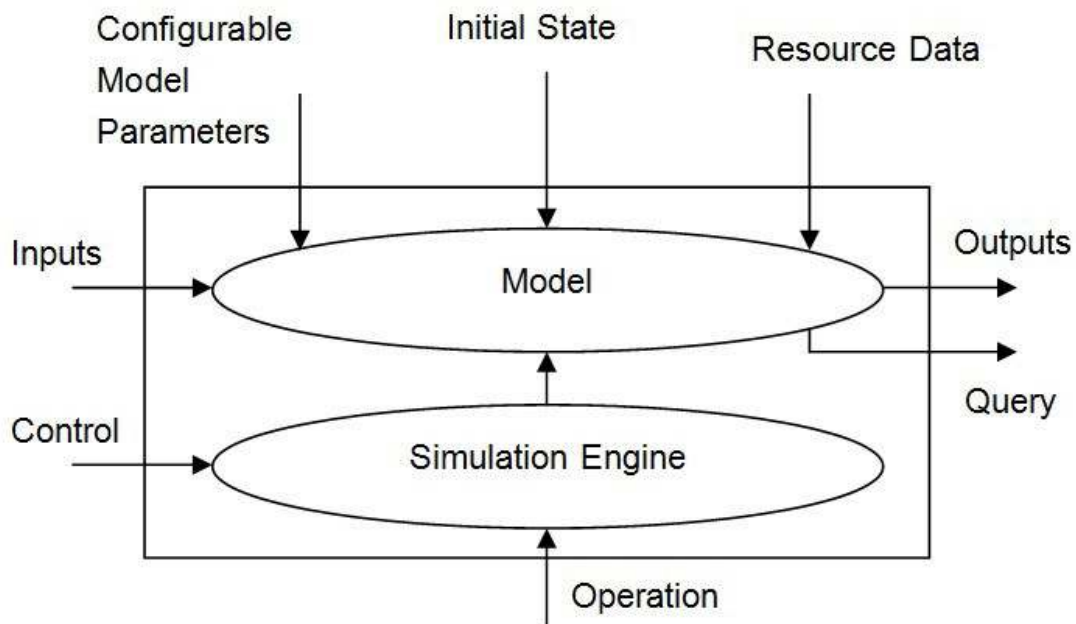 Configurable
Model
Parameters
Initial State
Resource Data
Inputs
Model
Outputs
Query
Control
Simulation Engine
Operation